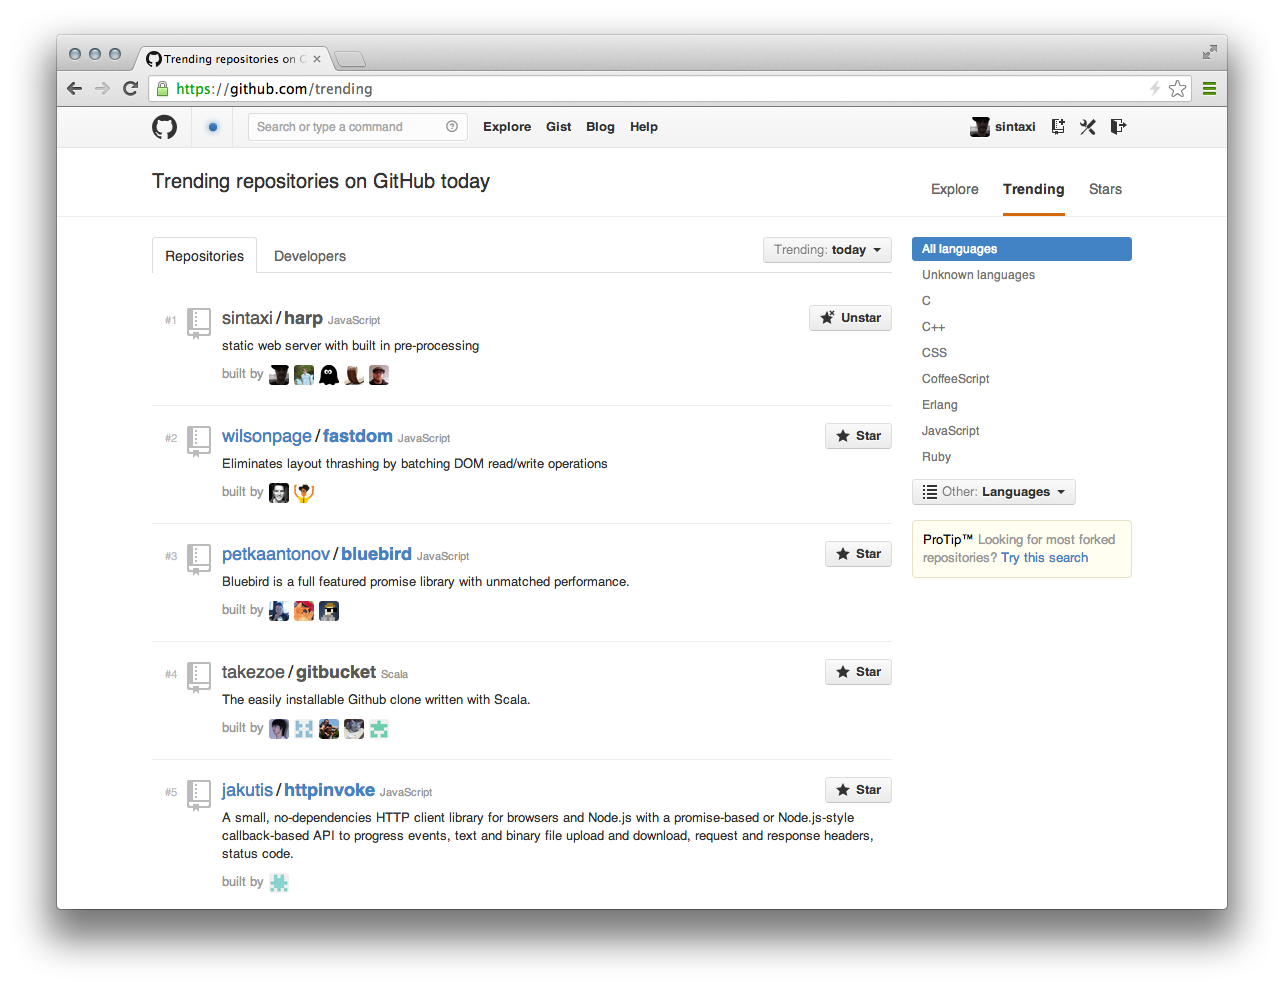 Trending repositories on G
https://github.com/trending
Search or type a command
Explore Gist Blog Help
sintaxi
Trending repositories on GitHub today
Explore Trending Stars
Repositories Developers
Trending: today
#1 sintaxi / harp JavaScript
Unstar
static web server with built in pre-processing
built by
#2 wilsonpage / fastdom JavaScript
Star
Eliminates layout thrashing by batching DOM read/write operations
built by
#3 petkaantonov / bluebird JavaScript
Star
Bluebird is a full featured promise library with unmatched performance.
built by
#4 takezoe / gitbucket Scala
Star
The easily installable Github clone written with Scala.
built by
#5 jakutis / httpinvoke JavaScript
Star
A small, no-dependencies HTTP client library for browsers and Node.js with a promise-based or Node.js-style
callback-based API to progress events, text and binary file upload and download, request and response headers,
status code.
built by
All languages
Unknown languages
C
C++
CSS
CoffeeScript
Erlang
JavaScript
Ruby
Other: Languages
ProTip™ Looking for most forked
repositories? Try this search